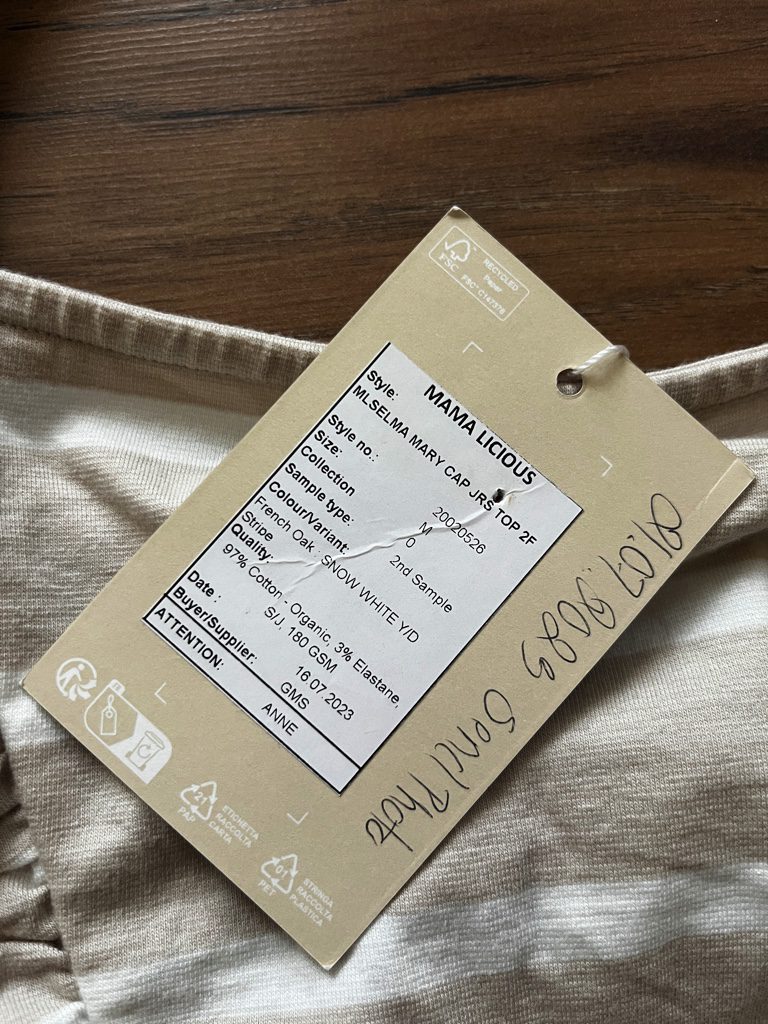 FSC
RECYCLED
Paper
FSC® C147376
MAMA LICIOUS
Style:
MLSELMA MARY CAP JRS TOP 2F
Style no.: 20020526
Size: M
Collection 0
Sample type: 2nd Sample
Colour/Variant:
French Oak : SNOW WHITE Y/D
Stripe
Quality:
97% Cotton - Organic, 3% Elastane,
S/J, 180 GSM
Date : 16.07.2023
Buyer/Supplier: GMS
ATTENTION: ANNE
Photo
FR
21
PAP
ETICHETTA
RACCOLTA
CARTA
01
PET
STRINGA
RACCOLTA
PLASTICA